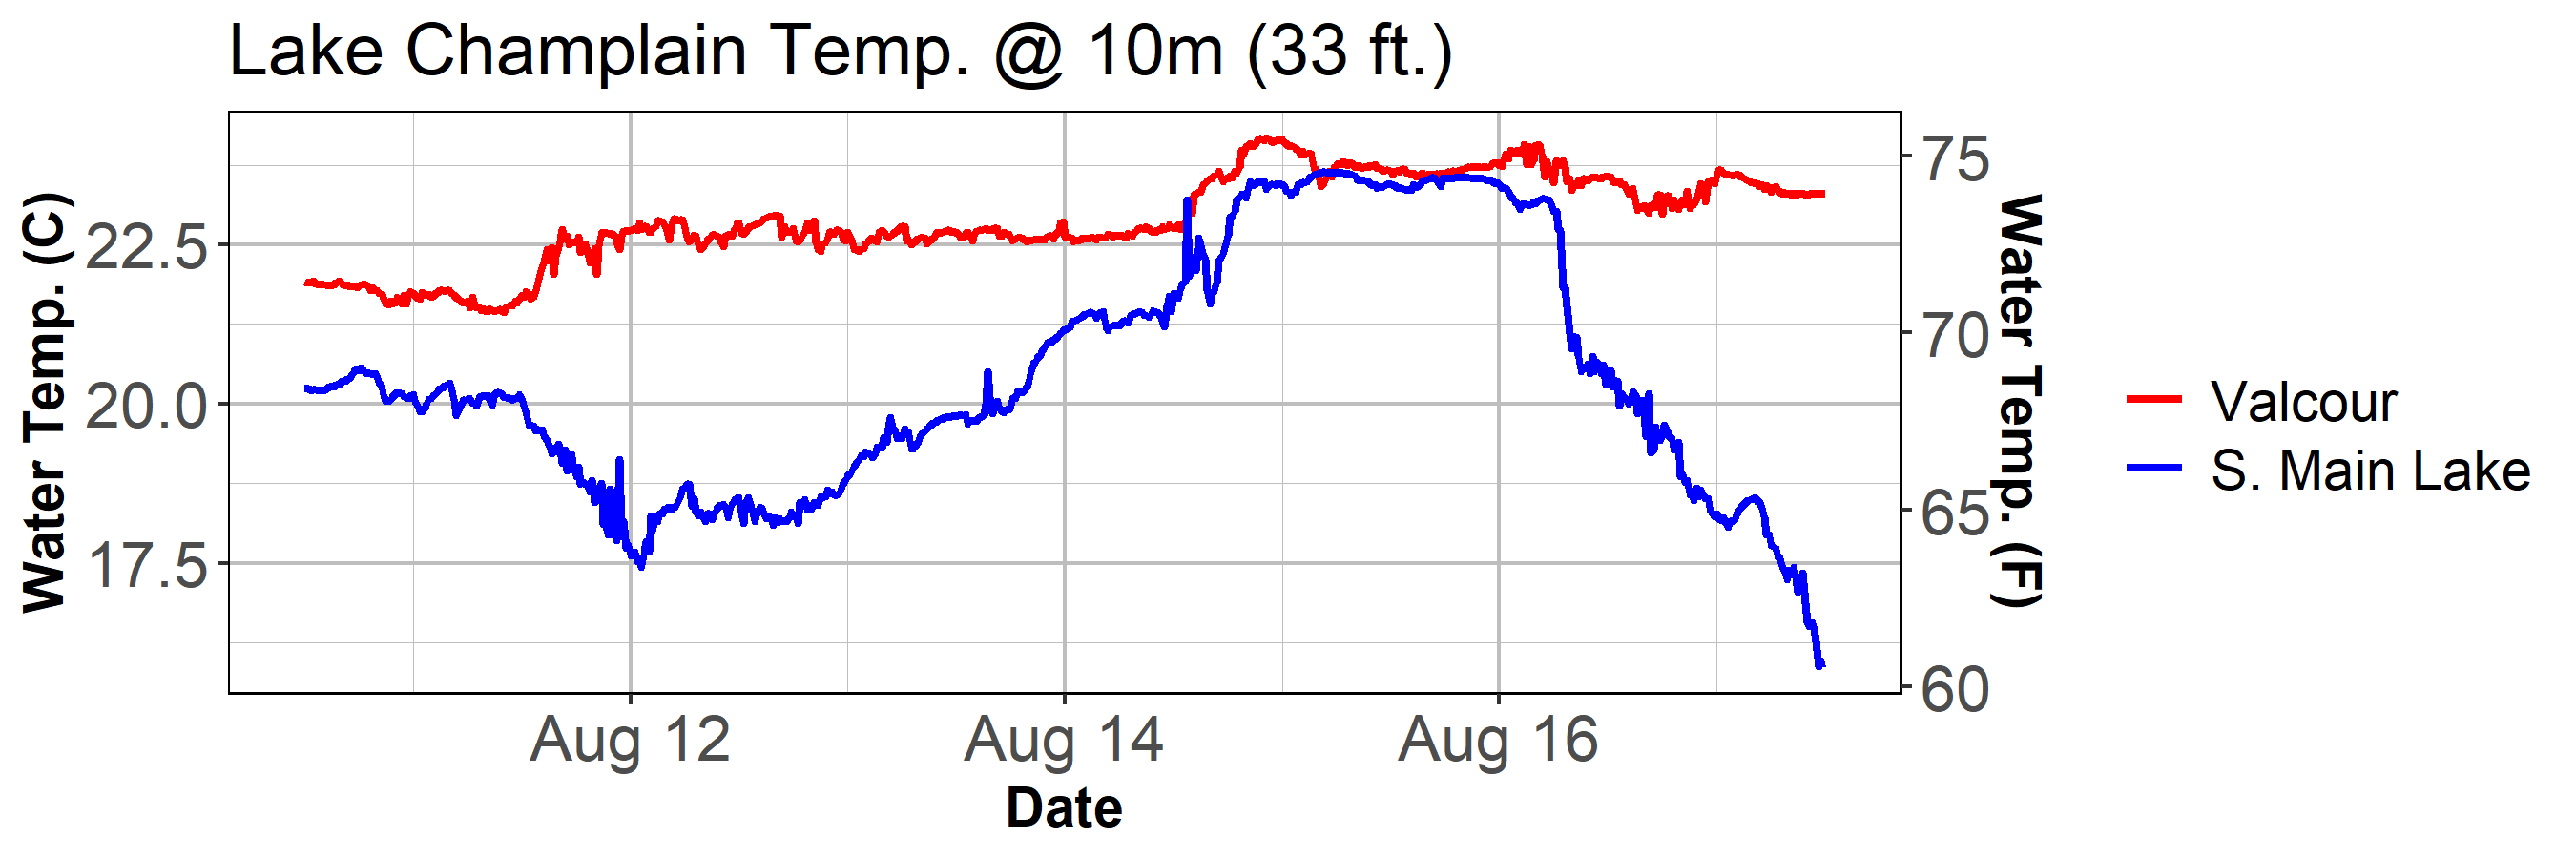 Lake Champlain Temp. @ 10m (33 ft.)
Water Temp. (C)
22.5
20.0
17.5
75
70
65
60
Water Temp. (F)
Aug 12
Aug 14
Aug 16
Date
Valcour
S. Main Lake